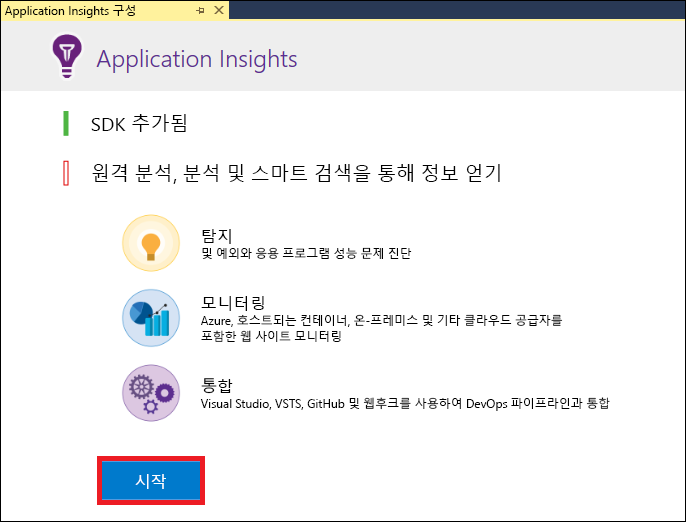 Application Insights 구성
Application Insights
SDK 추가됨
원격 분석, 분석 및 스마트 검색을 통해 정보 얻기
탐지
및 예외와 응용 프로그램 성능 문제 진단
모니터링
Azure, 호스트되는 컨테이너, 온-프레미스 및 기타 클라우드 공급자를
포함한 웹 사이트 모니터링
통합
Visual Studio, VSTS, GitHub 및 웹후크를 사용하여 DevOps 파이프라인과 통합
시작